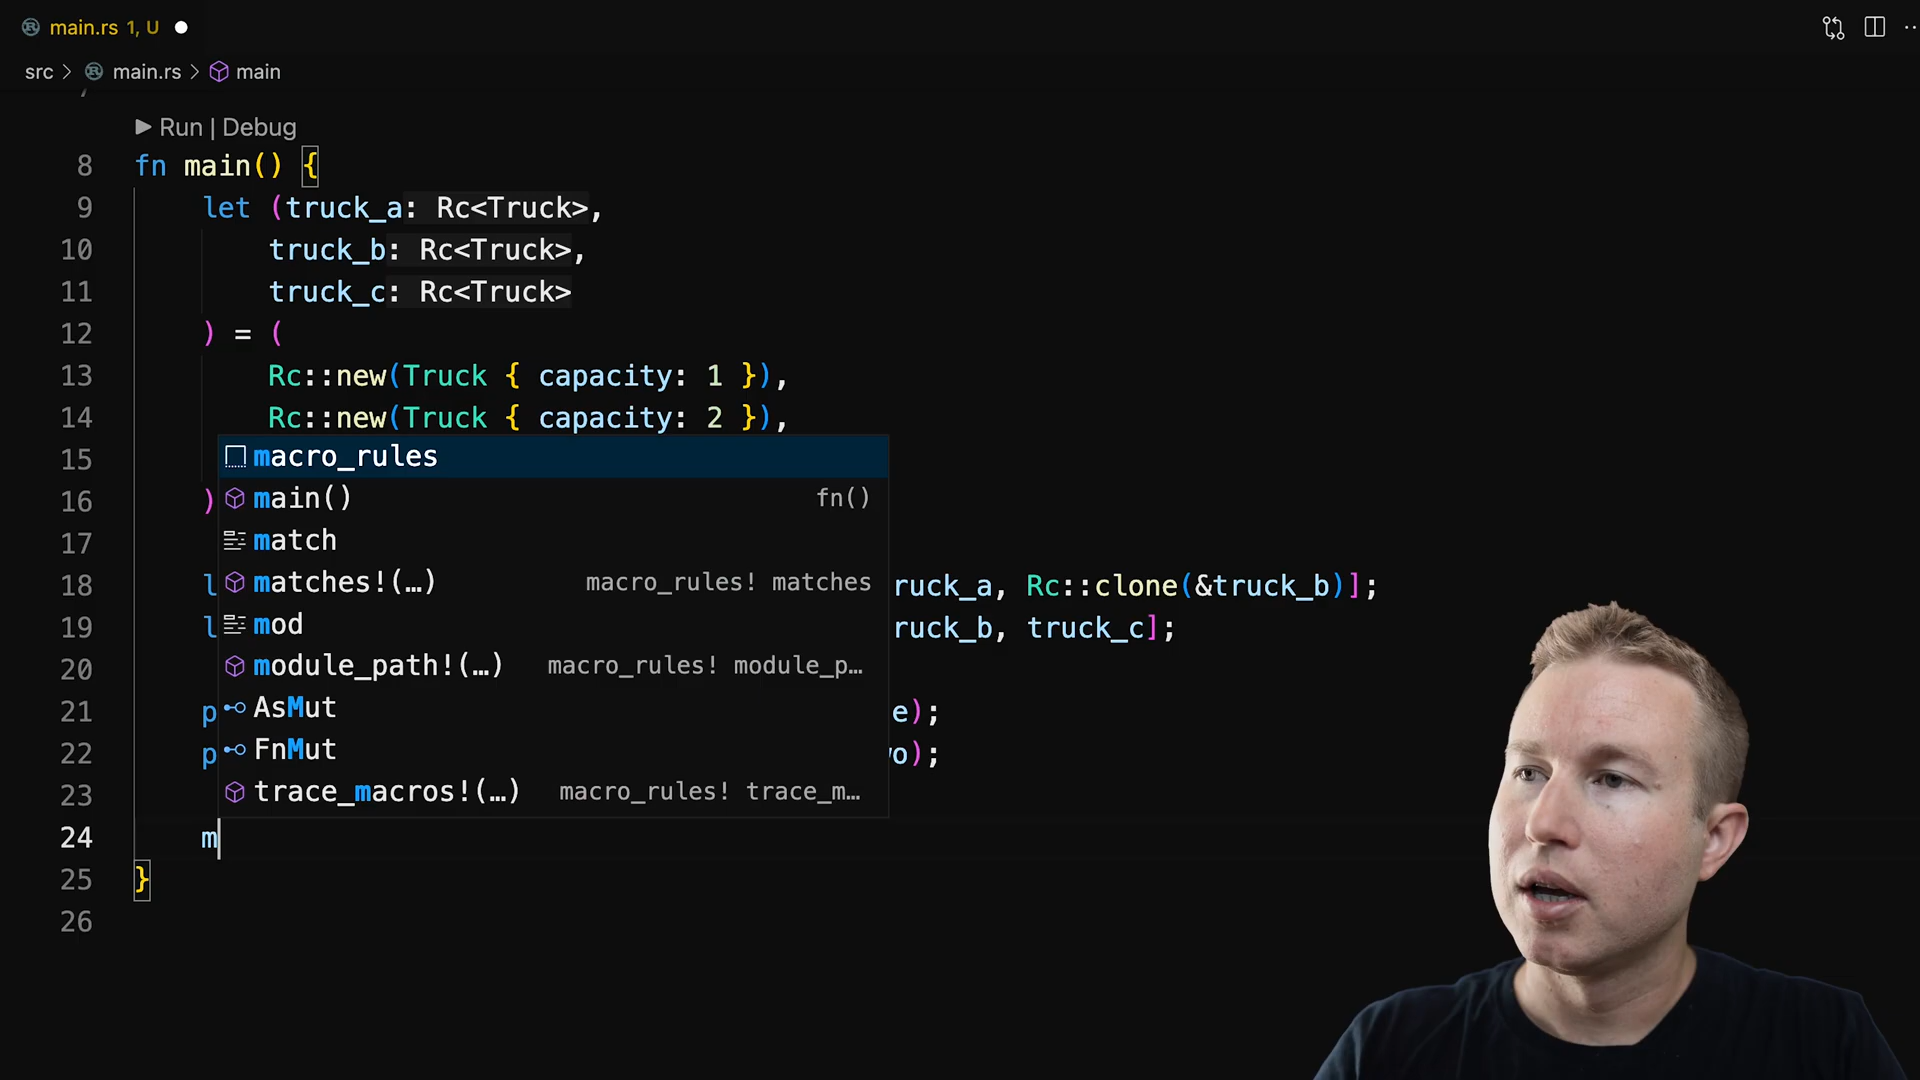 main.rs 1, U
src > main.rs > main
7
Run | Debug
8 fn main() {
9 let (truck_a: Rc<Truck>,
10 truck_b: Rc<Truck>,
11 truck_c: Rc<Truck>
12 ) = (
13 Rc::new(Truck { capacity: 1 }),
14 Rc::new(Truck { capacity: 2 }),
15
macro_rules
16 )
main() fn()
17
match
18 l
matches!(…) macro_rules! matches
ruck_a, Rc::clone(&truck_b)];
19 l
mod
ruck_b, truck_c];
20
module_path!(…) macro_rules! module_p…
21 p
AsMut
e);
22 p
FnMut
o);
23
trace_macros!(…) macro_rules! trace_m…
24 m
25 }
26